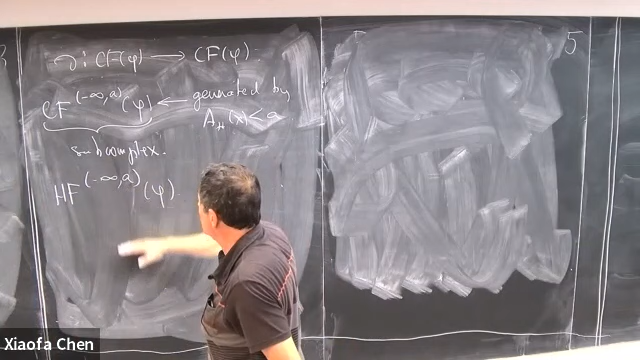 ∂: CF(φ) → CF(φ).
CF^(-∞,a)(φ) ← generated by
A_H(x) < a
subcomplex.
HF^(-∞,a)(φ)
5
Xiaofa Chen